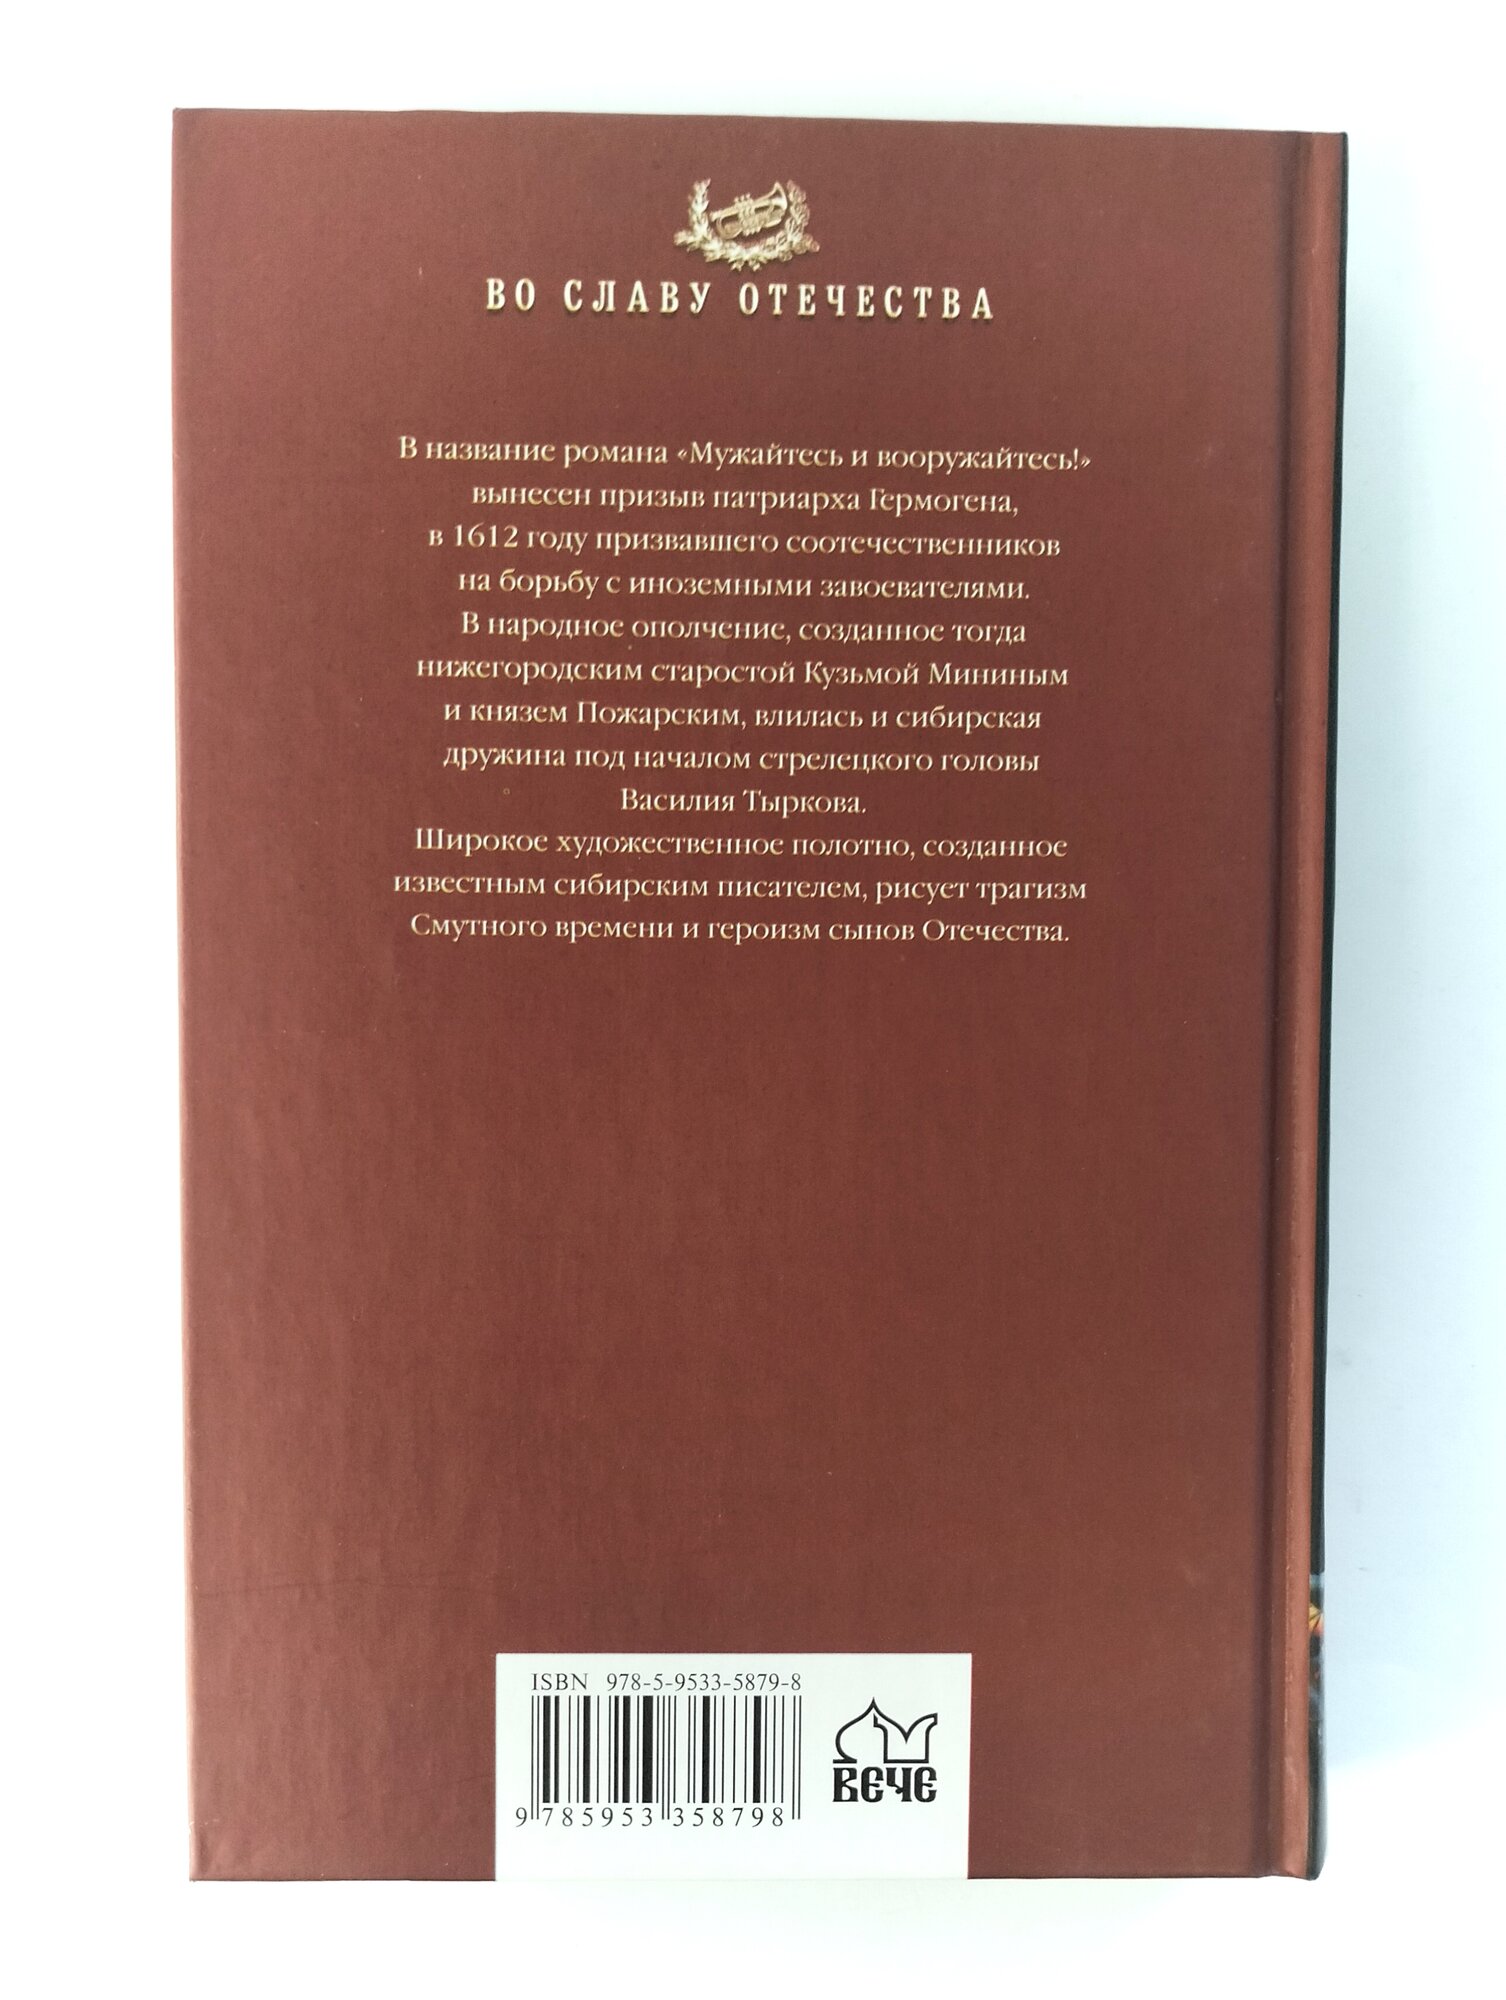 ВО СЛАВУ ОТЕЧЕСТВА
В название романа «Мужайтесь и вооружайтесь!»
вынесен призыв патриарха Гермогена,
в 1612 году призвавшего соотечественников
на борьбу с иноземными завоевателями.
В народное ополчение, созданное тогда
нижегородским старостой Кузьмой Мининым
и князем Пожарским, влилась и сибирская
дружина под началом стрелецкого головы
Василия Тыркова.
Широкое художественное полотно, созданное
известным сибирским писателем, рисует трагизм
Смутного времени и героизм сынов Отечества.
ISBN 978-5-9533-5879-8
9 785953 358798
ВЕЧЕ